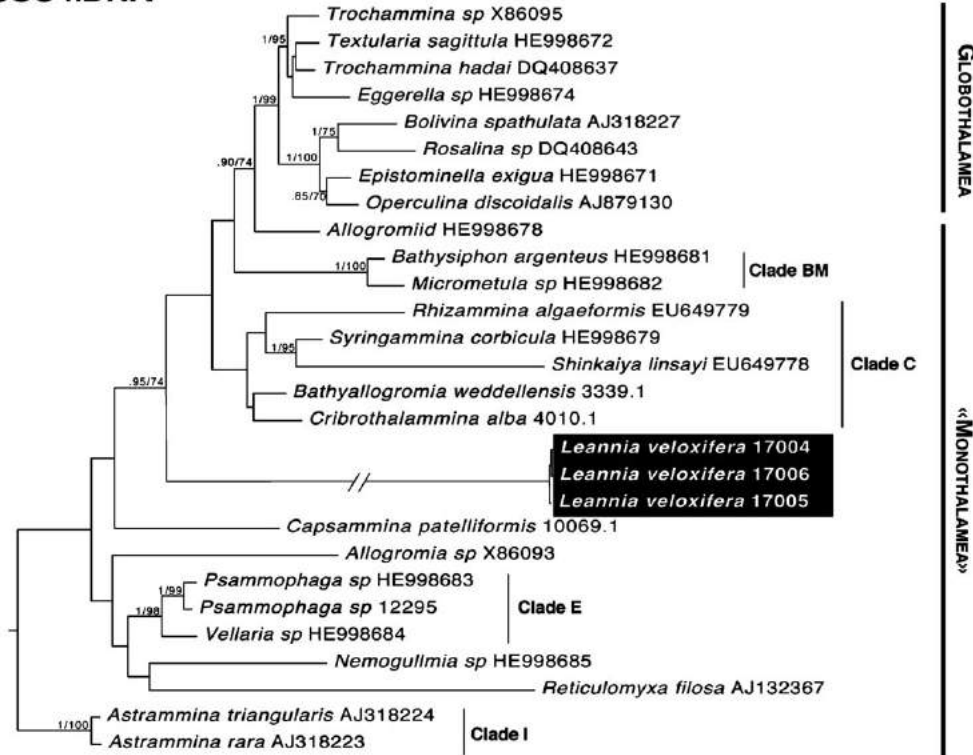 1/95
Trochammina sp X86095
Textularia sagittula HE998672
Trochammina hadai DQ408637
Eggerella sp HE998674
1/99
1/75
Bolivina spathulata AJ318227
Rosalina sp DQ408643
1/100
Epistominella exigua HE998671
.85/70
Operculina discoidalis AJ879130
.90/74
Allogromiid HE998678
GLOBOTHALAMEA
Bathysiphon argenteus HE998681
1/100
Micrometula sp HE998682
Clade BM
Rhizammina algaeformis EU649779
Syringammina corbicula HE998679
1/95
Shinkaiya linsayi EU649778
Clade C
.95/74
Bathyallogromia weddellensis 3339.1
Cribrothalammina alba 4010.1
Leannia veloxifera 17004
Leannia veloxifera 17006
Leannia veloxifera 17005
«MONOTHALAMEA»
Capsammina patelliformis 10069.1
Allogromia sp X86093
Psammophaga sp HE998683
1/99
Psammophaga sp 12295
Clade E
1/98
Vellaria sp HE998684
Nemogullmia sp HE998685
Reticulomyxa filosa AJ132367
Astrammina triangularis AJ318224
1/100
Astrammina rara AJ318223
Clade I